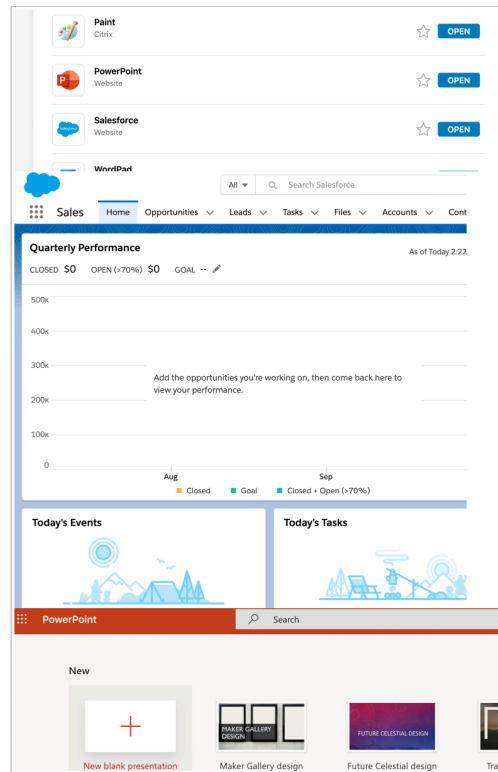 Paint
Citrix
OPEN
PowerPoint
Website
OPEN
Salesforce
Website
OPEN
WordPad
All
Search Salesforce
Sales Home Opportunities Leads Tasks Files Accounts Cont
Quarterly Performance
As of Today 2:22
CLOSED $0 OPEN (>70%) $0 GOAL --
500K
400K
300K
200K
100K
0
Add the opportunities you're working on, then come back here to
view your performance.
Aug Sep
Closed Goal Closed + Open (>70%)
Today's Events
Today's Tasks
PowerPoint
Search
New
MAKER GALLERY
DESIGN
FUTURE CELESTIAL DESIGN
New blank presentation Maker Gallery design Future Celestial design Tra